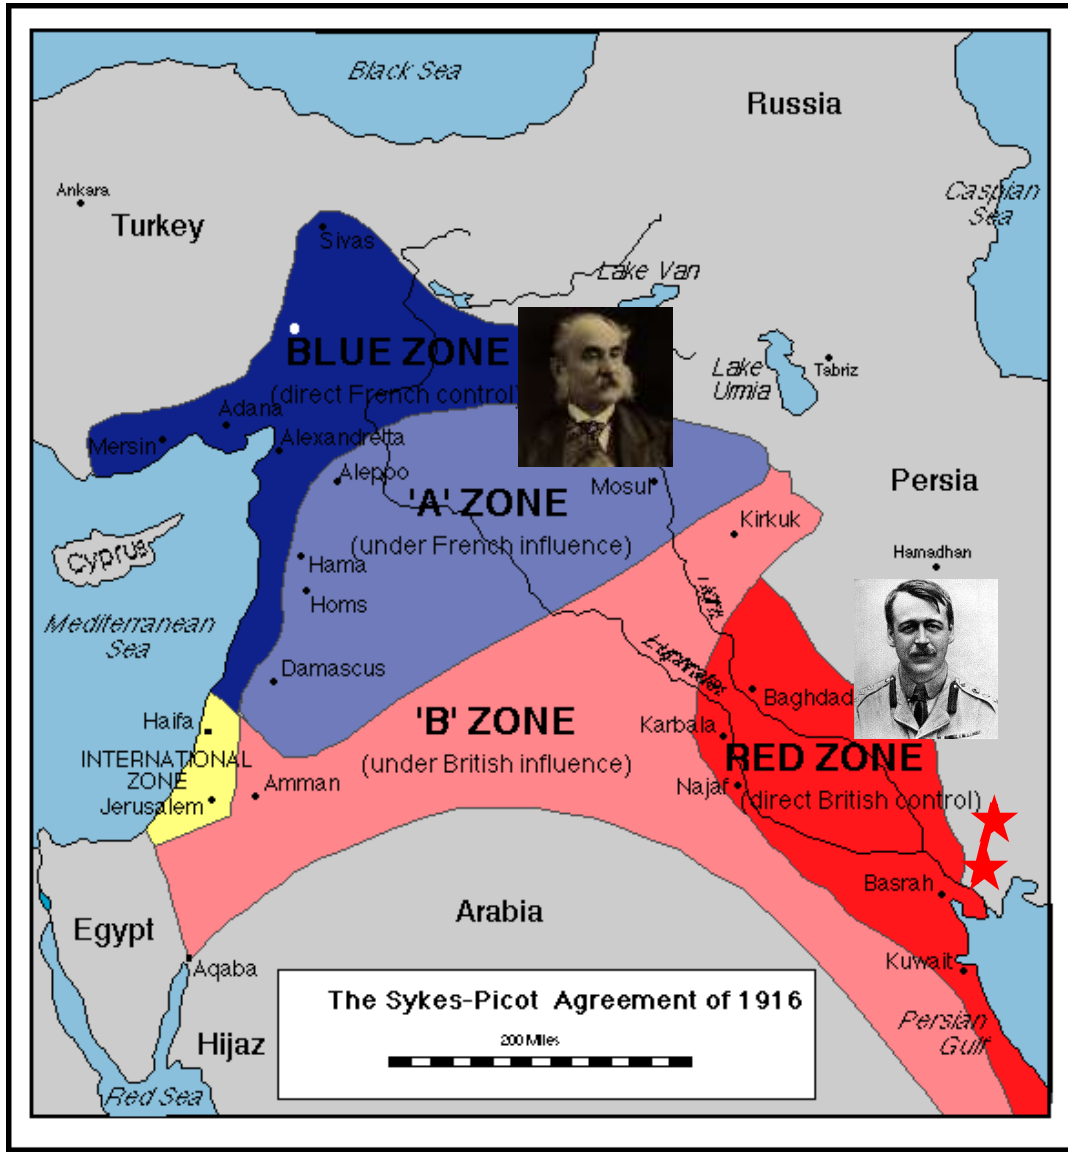 Black Sea
Russia
Ankara
Caspian
Sea
Turkey
Sivas
Lake Van
BLUE ZONE
(direct French control)
Lake
Urmia
Tabriz
Adana
Mersin
Alexandretta
Aleppo
Mosul
Persia
'A' ZONE
(under French influence)
Kirkuk
Cyprus
Hama
Hamadhan
Homs
Tigris
Mediterranean
Sea
Euphrates
Damascus
Baghdad
Haifa
'B' ZONE
(under British influence)
Karbala
INTERNATIONAL
ZONE
RED ZONE
(direct British control)
Amman
Najaf
Jerusalem
Basrah
Arabia
Egypt
Aqaba
Kuwait
The Sykes-Picot Agreement of 1916
200 Miles
Persian
Gulf
Hijaz
Red Sea